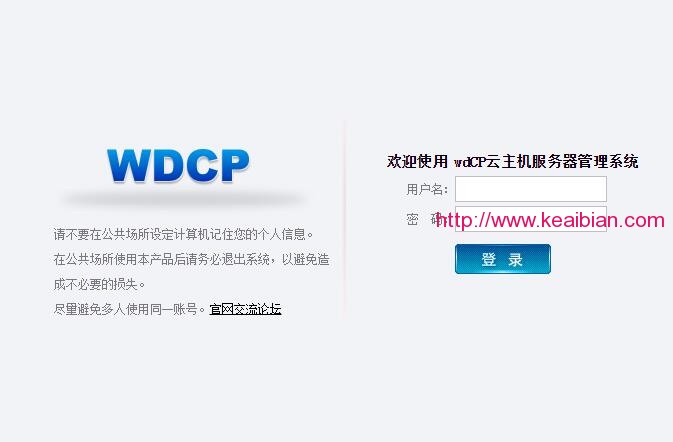 WDCP
请不要在公共场所设定计算机记住您的个人信息。
在公共场所使用本产品后请务必退出系统，以避免造
成不必要的损失。
尽量避免多人使用同一账号。官网交流论坛
欢迎使用 wdCP云主机服务器管理系统
用户名:
密 码:
http://www.keaibian.com
登 录